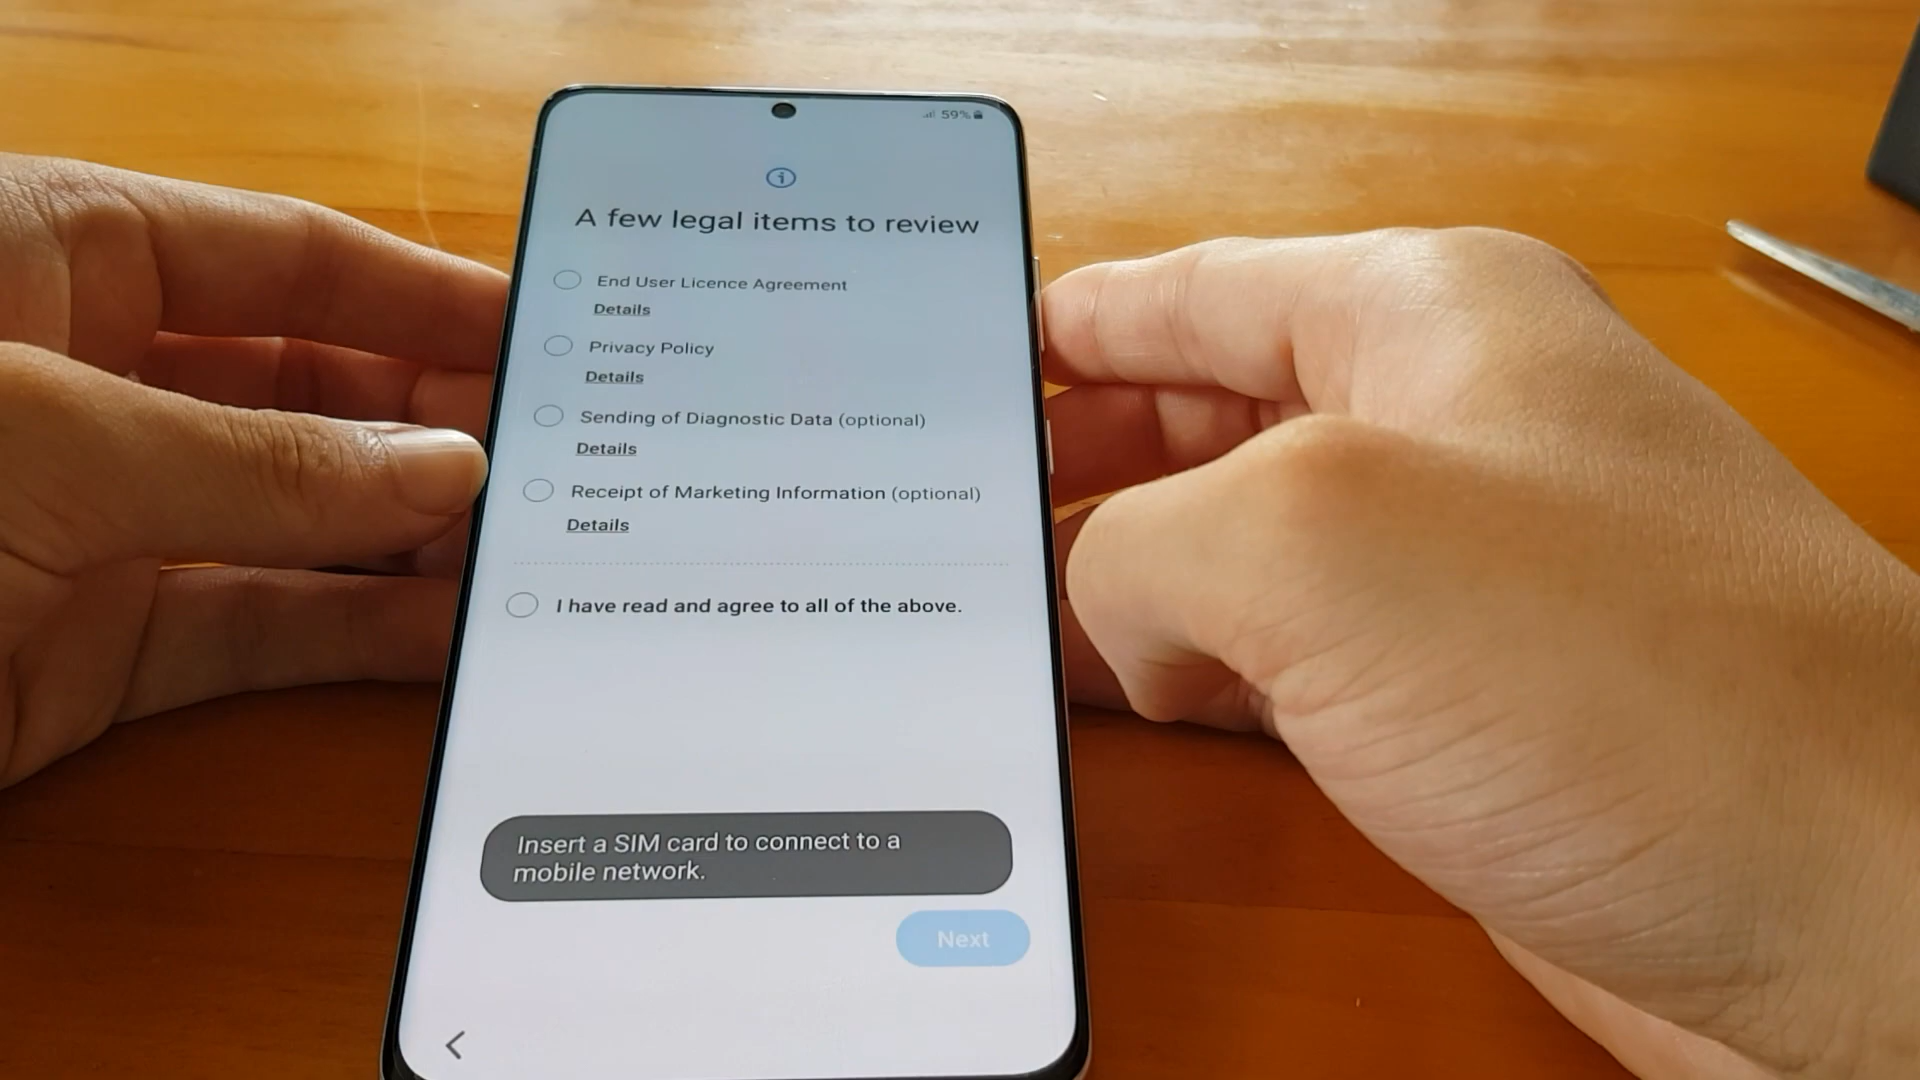 59%
A few legal items to review
End User Licence Agreement
Details
Privacy Policy
Details
Sending of Diagnostic Data (optional)
Details
Receipt of Marketing Information (optional)
Details
I have read and agree to all of the above.
Insert a SIM card to connect to a
mobile network.
Next